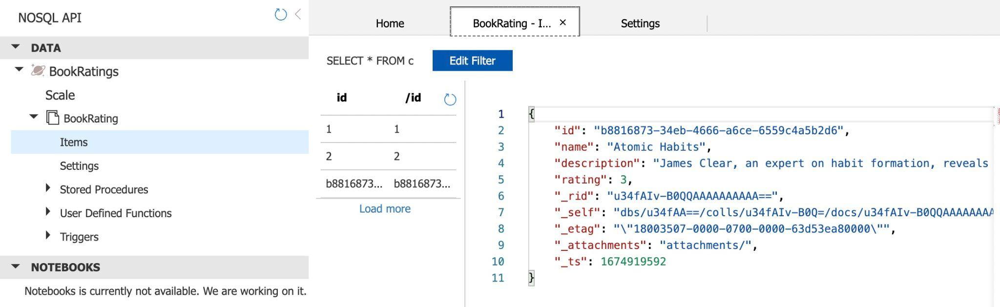 NOSQL API
DATA
BookRatings
Scale
BookRating
Items
Settings
Stored Procedures
User Defined Functions
Triggers
NOTEBOOKS
Notebooks is currently not available. We are working on it.
Home
BookRating - I...
Settings
SELECT * FROM c
Edit Filter
id /id
1 1
2 2
b8816873... b8816873...
Load more
1 {
2 "id": "b8816873-34eb-4666-a6ce-6559c4a5b2d6",
3 "name": "Atomic Habits",
4 "description": "James Clear, an expert on habit formation, reveals
5 "rating": 3,
6 "_rid": "u34fAIv-B0QQAAAAAAAAAA==",
7 "_self": "dbs/u34fAA==/colls/u34fAIv-B0Q=/docs/u34fAIv-B0QQAAAAAAAA
8 "_etag": "\"18003507-0000-0700-0000-63d53ea80000\"",
9 "_attachments": "attachments/",
10 "_ts": 1674919592
11 }